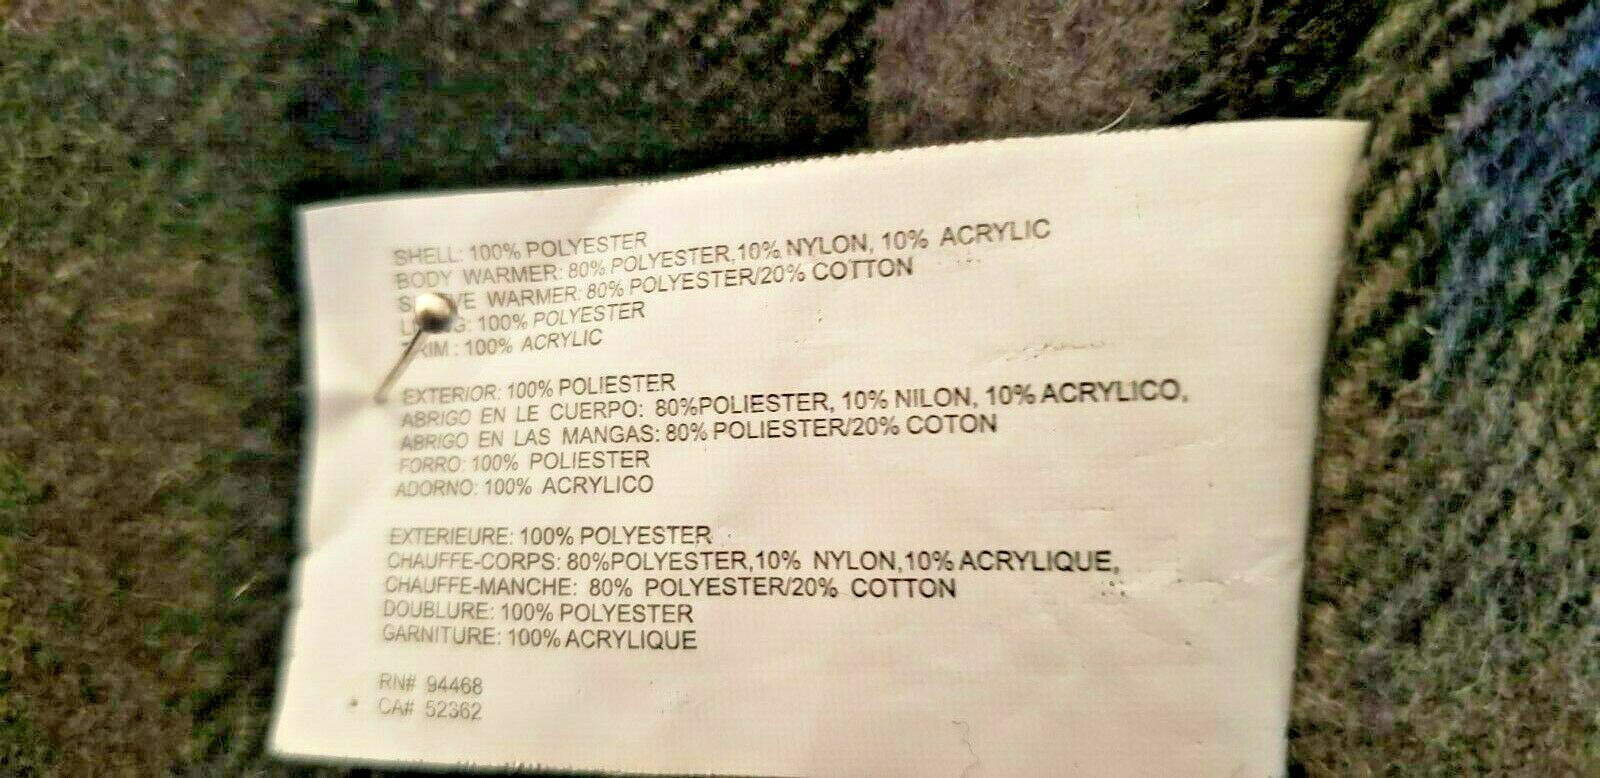 SHELL: 100% POLYESTER
BODY WARMER: 80% POLYESTER,10% NYLON, 10% ACRYLIC
WARMER: 80% POLYESTER/20% COTTON
100% POLYESTER
TRIM : 100% ACRYLIC
EXTERIOR: 100% POLIESTER
ABRIGO EN LE CUERPO: 80%POLIESTER, 10% NILON, 10% ACRYLICO,
ABRIGO EN LAS MANGAS: 80% POLIESTER/20% COTON
FORRO: 100% POLIESTER
ADORNO: 100% ACRYLICO
EXTERIEURE: 100% POLYESTER
CHAUFFE-CORPS: 80%POLYESTER,10% NYLON,10% ACRYLIQUE,
CHAUFFE-MANCHE: 80% POLYESTER/20% COTTON
DOUBLURE: 100% POLYESTER
GARNITURE: 100% ACRYLIQUE
RN# 94468
CA# 52362